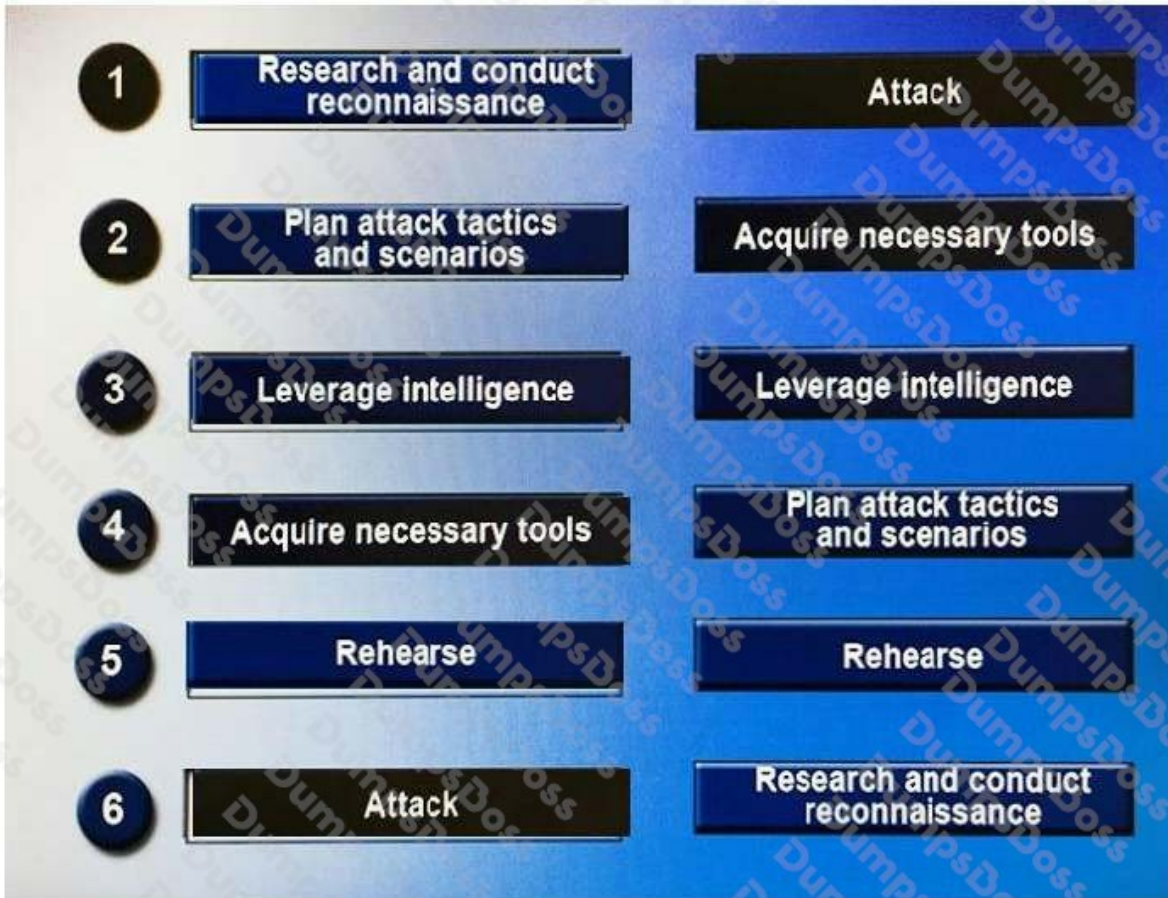 1
Research and conduct
reconnaissance
Attack
2
Plan attack tactics
and scenarios
Acquire necessary tools
3
Leverage intelligence
Leverage intelligence
4
Acquire necessary tools
Plan attack tactics
and scenarios
5
Rehearse
Rehearse
6
Attack
Research and conduct
reconnaissance
DumpsDoss